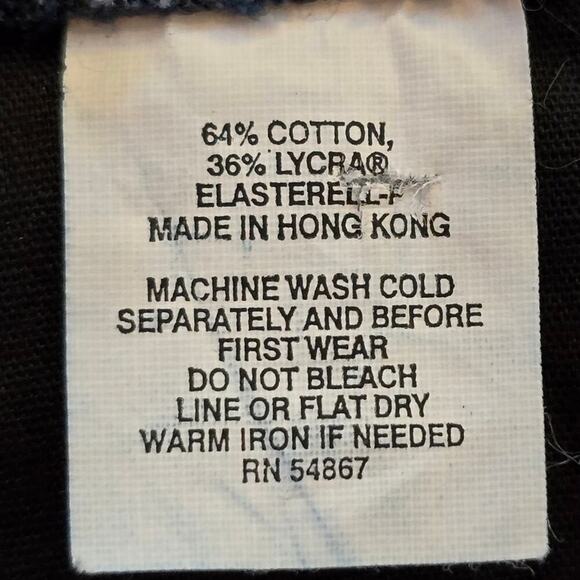 64% COTTON,
36% LYCRA®
ELASTERELL-P
MADE IN HONG KONG
MACHINE WASH COLD
SEPARATELY AND BEFORE
FIRST WEAR
DO NOT BLEACH
LINE OR FLAT DRY
WARM IRON IF NEEDED
RN 54867